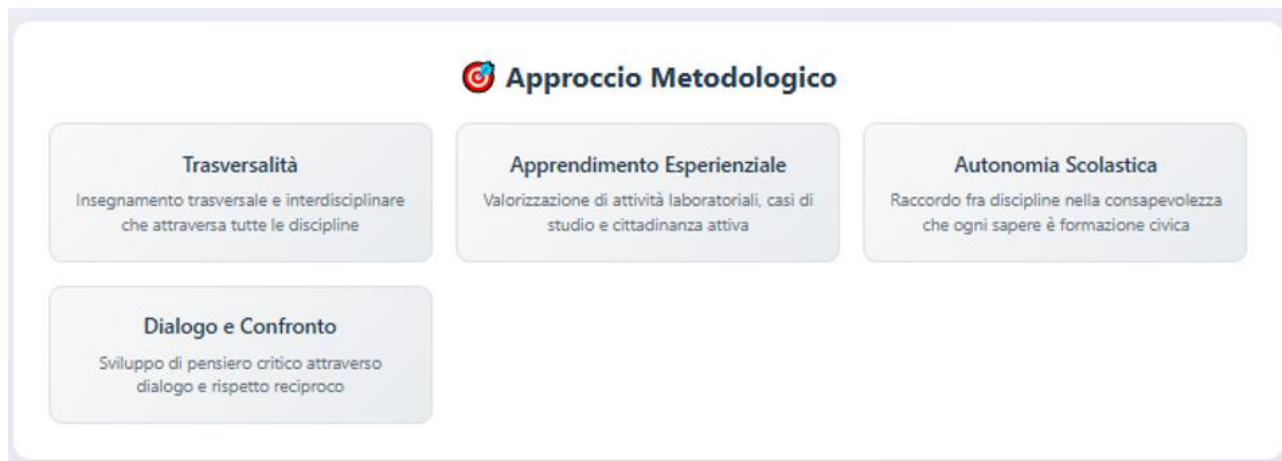 Approccio Metodologico
Trasversalità
Insegnamento trasversale e interdisciplinare
che attraversa tutte le discipline
Apprendimento Esperienziale
Valorizzazione di attività laboratoriali, casi di
studio e cittadinanza attiva
Autonomia Scolastica
Raccordo fra discipline nella consapevolezza
che ogni sapere è formazione civica
Dialogo e Confronto
Sviluppo di pensiero critico attraverso
dialogo e rispetto reciproco